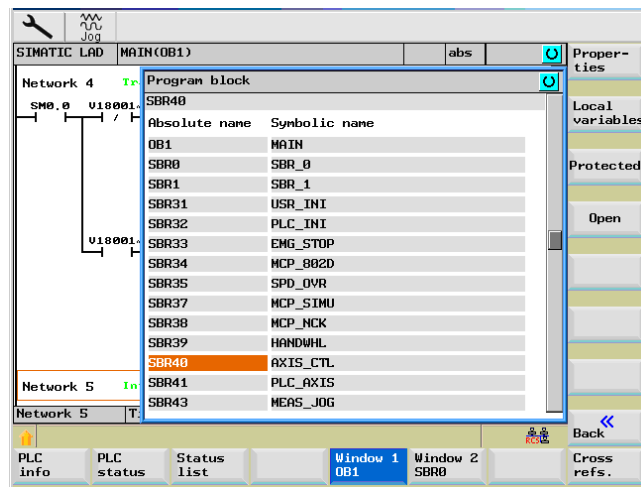 Jog
SIMATIC LAD MAIN(OB1) abs
Proper-
ties
Network 4 Tr
SM0.0 V18001~
Program block
SBR40
Absolute name Symbolic name
OB1 MAIN
SBR0 SBR_0
SBR1 SBR_1
SBR31 USR_INI
SBR32 PLC_INI
SBR33 EMG_STOP
SBR34 MCP_802D
SBR35 SPD_OVR
SBR37 MCP_SIMU
SBR38 MCP_NCK
SBR39 HANDWHL
SBR40 AXIS_CTL
SBR41 PLC_AXIS
SBR43 MEAS_JOG
V18001~
Network 5 In
Network 5 T
Local
variables
Protected
Open
Back
RCS
PLC
info
PLC
status
Status
list
Window 1
OB1
Window 2
SBR0
Cross
refs.